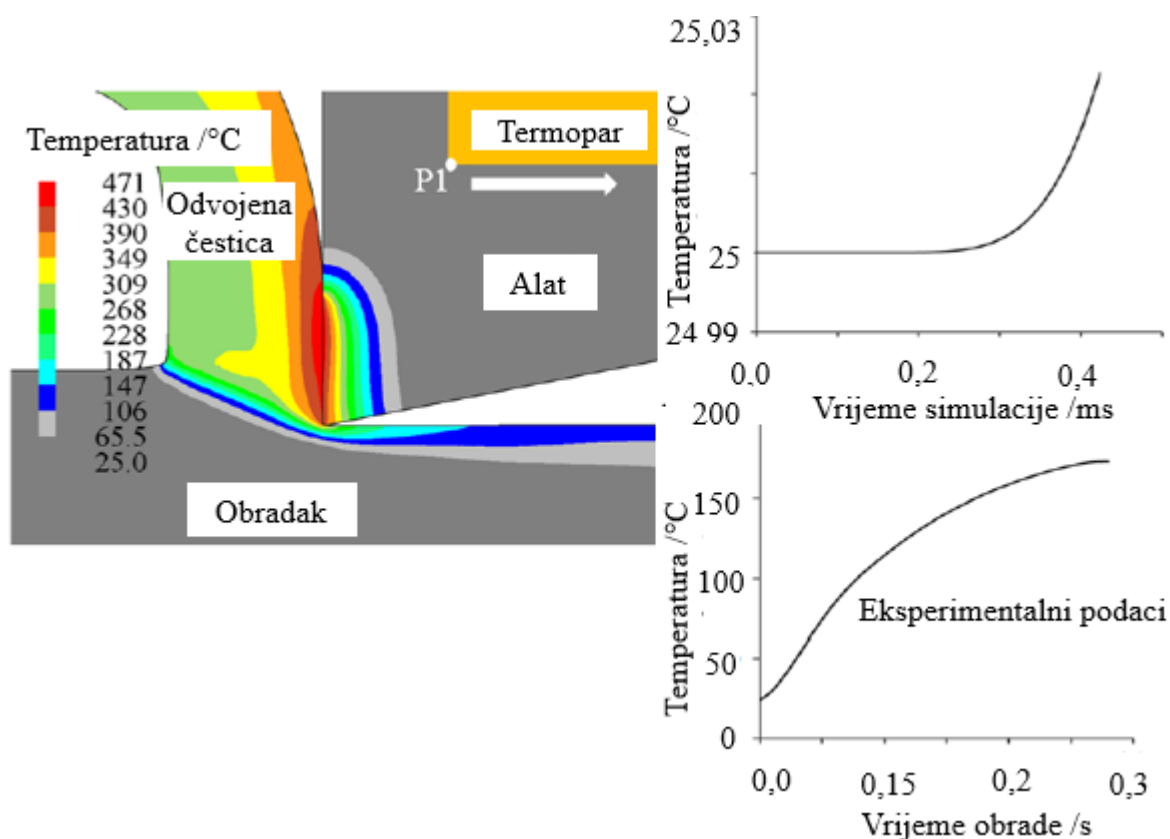 Temperatura /°C
471
430
390
349
309
268
228
187
147
106
65.5
25.0
Odvojena
čestica
Termopar
P1
Alat
Obradak
25,03
25
24 99
Temperatura /°C
0,0
0,2
0,4
Vrijeme simulacije /ms
200
150
100
50
0
Temperatura /°C
Eksperimentalni podaci
0,0
0,15
0,2
0,3
Vrijeme obrade /s